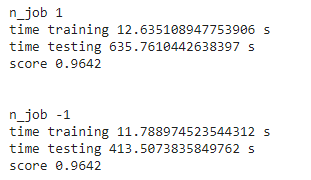 n_job 1
time training 12.635108947753906 s
time testing 635.7610442638397 s
score 0.9642
n_job -1
time training 11.788974523544312 s
time testing 413.5073835849762 s
score 0.9642